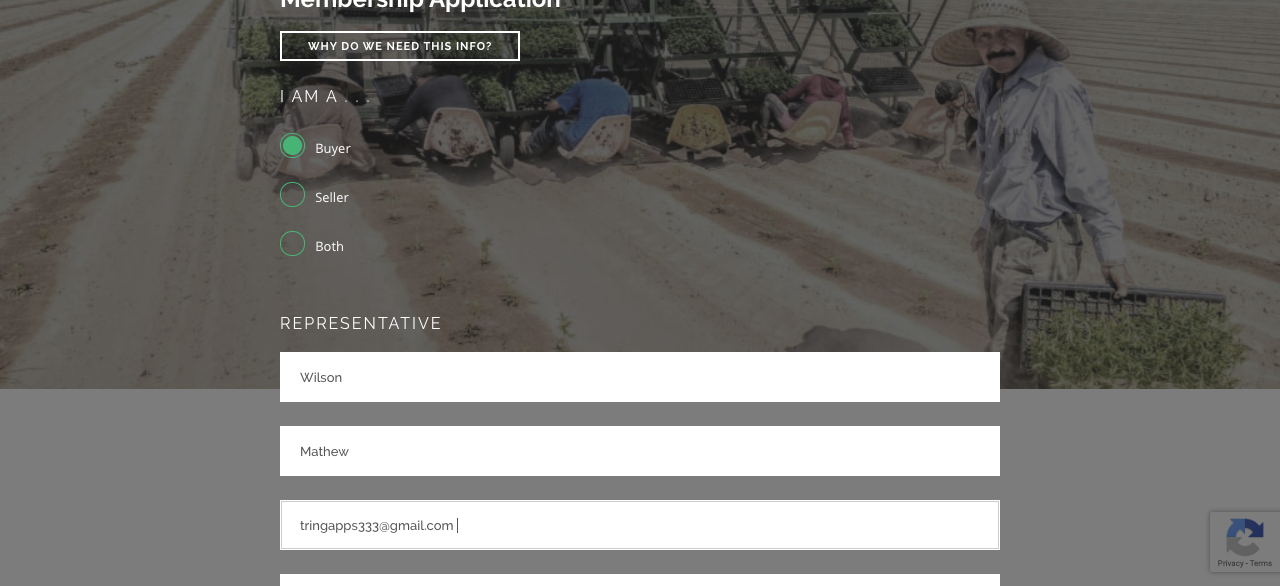 Membership Application
WHY DO WE NEED THIS INFO?
I AM A . . .
Buyer
Seller
Both
REPRESENTATIVE
Wilson
Mathew
tringapps333@gmail.com
Privacy - Terms